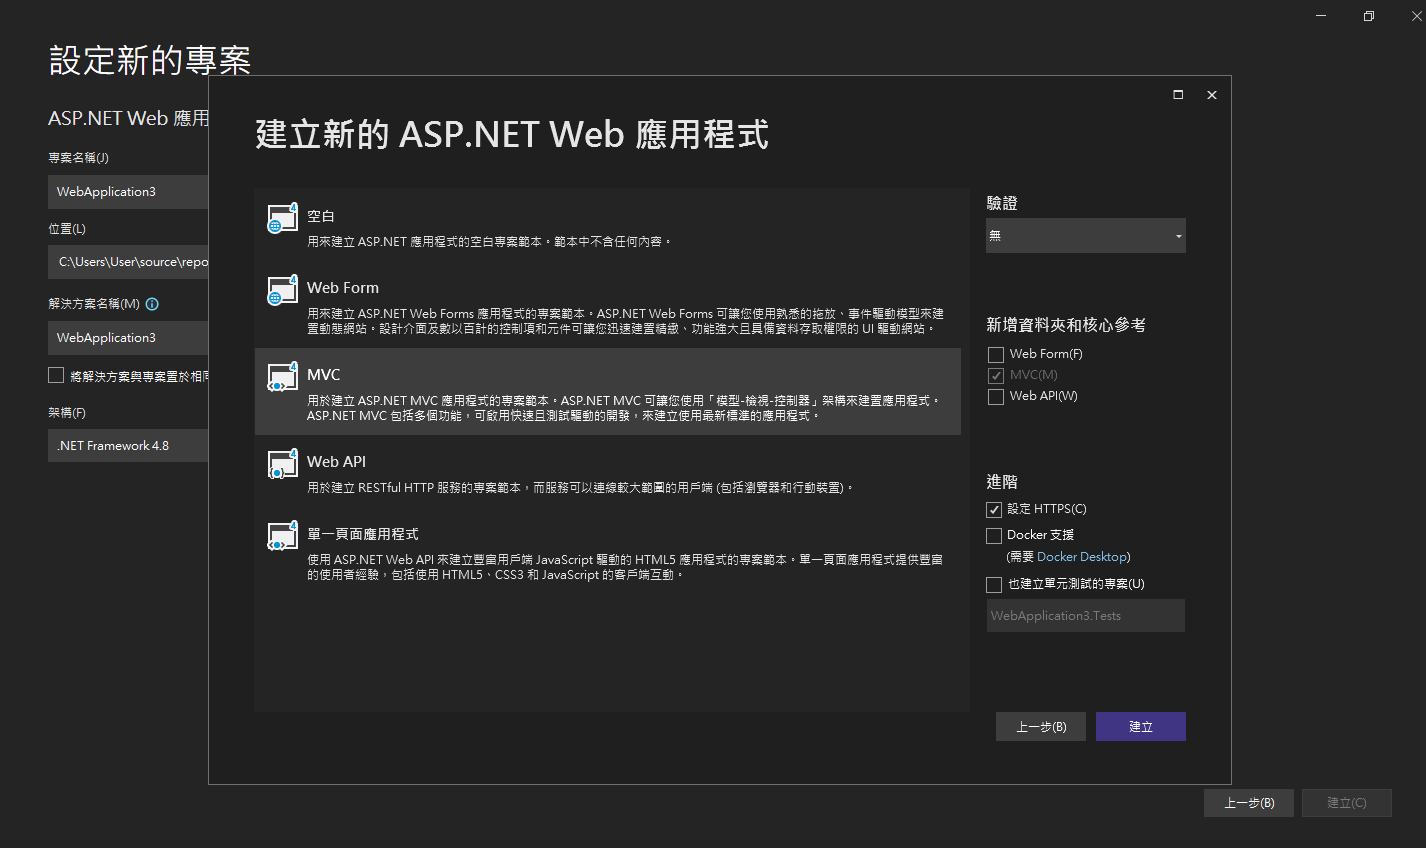 設定新的專案
ASP.NET Web 應用
專案名稱(J)
WebApplication3
位置(L)
C:\Users\User\source\repo
解決方案名稱(M)
WebApplication3
將解決方案與專案置於相同
架構(F)
.NET Framework 4.8
建立新的 ASP.NET Web 應用程式
空白
用來建立 ASP.NET 應用程式的空白專案範本。範本中不含任何內容。
Web Form
用來建立 ASP.NET Web Forms 應用程式的專案範本。ASP.NET Web Forms 可讓您使用熟悉的拖放、事件驅動模型來建
置動態網站。設計介面及數以百計的控制項和元件可讓您迅速建置精緻、功能強大且具備資料存取權限的 UI 驅動網站。
MVC
用於建立 ASP.NET MVC 應用程式的專案範本。ASP.NET MVC 可讓您使用「模型-檢視-控制器」架構來建置應用程式。
ASP.NET MVC 包括多個功能，可啟用快速且測試驅動的開發，來建立使用最新標準的應用程式。
Web API
用於建立 RESTful HTTP 服務的專案範本，而服務可以連線較大範圍的用戶端 (包括瀏覽器和行動裝置)。
單一頁面應用程式
使用 ASP.NET Web API 來建立豐富用戶端 JavaScript 驅動的 HTML5 應用程式的專案範本。單一頁面應用程式提供豐富
的使用者經驗，包括使用 HTML5、CSS3 和 JavaScript 的客戶端互動。
驗證
無
新增資料夾和核心參考
Web Form(F)
MVC(M)
Web API(W)
進階
設定 HTTPS(C)
Docker 支援
(需要 Docker Desktop)
也建立單元測試的專案(U)
WebApplication3.Tests
上一步(B)
建立
上一步(B)
建立(C)